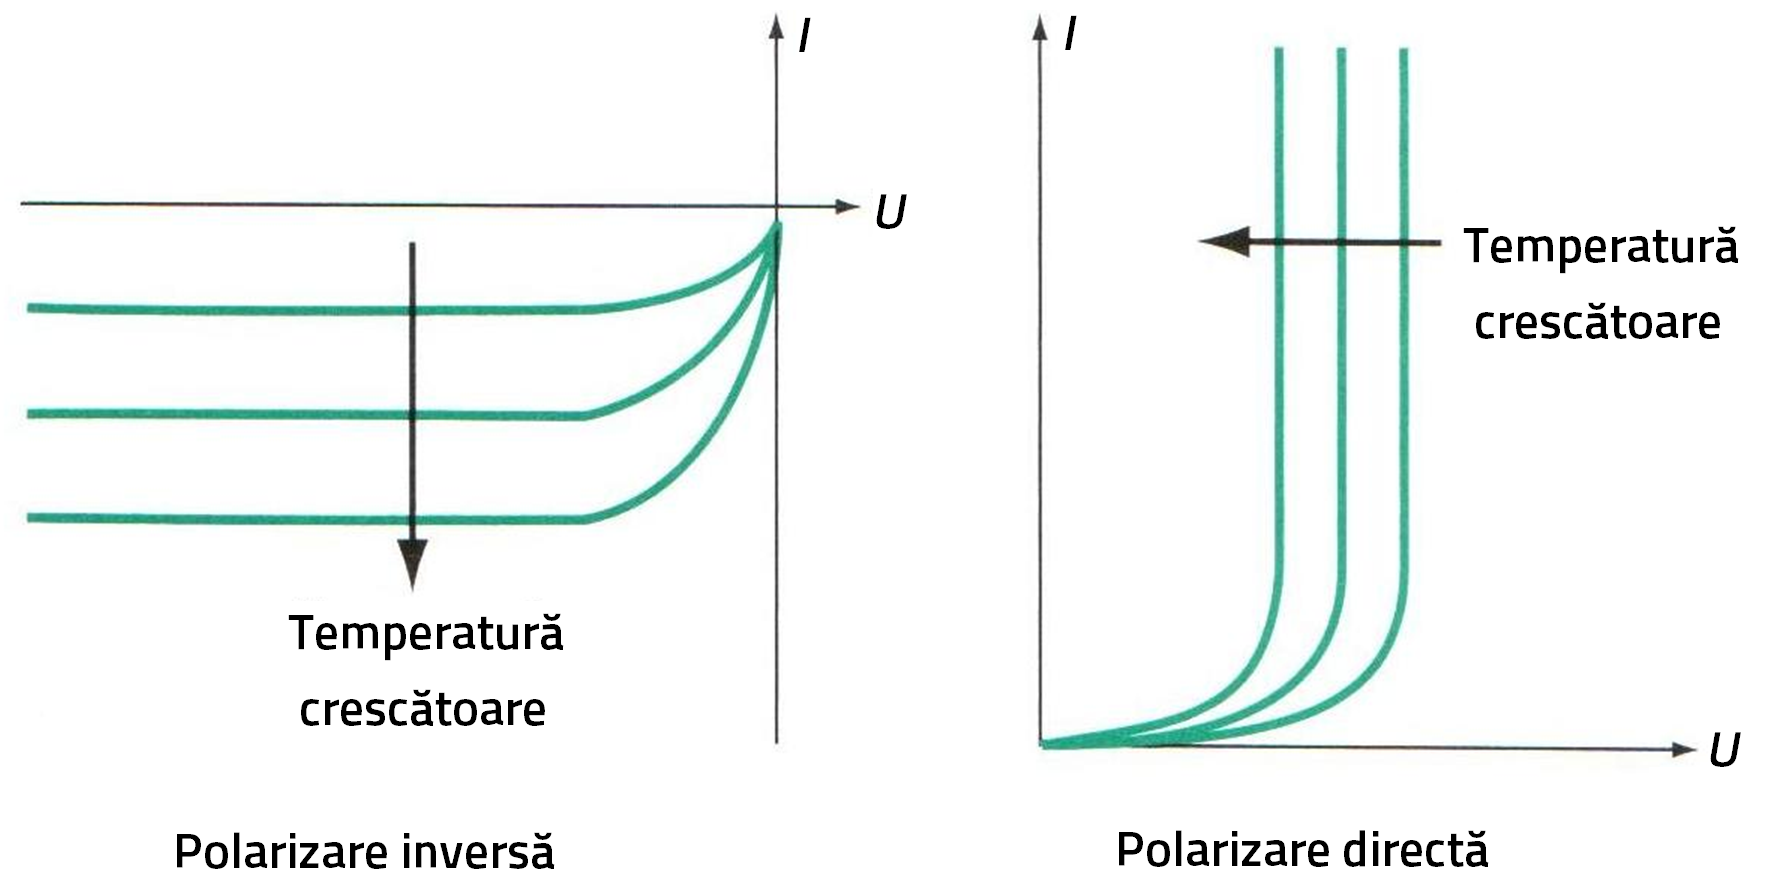 I
U
Temperatură
crescătoare
Polarizare inversă
I
Temperatură
crescătoare
U
Polarizare directă